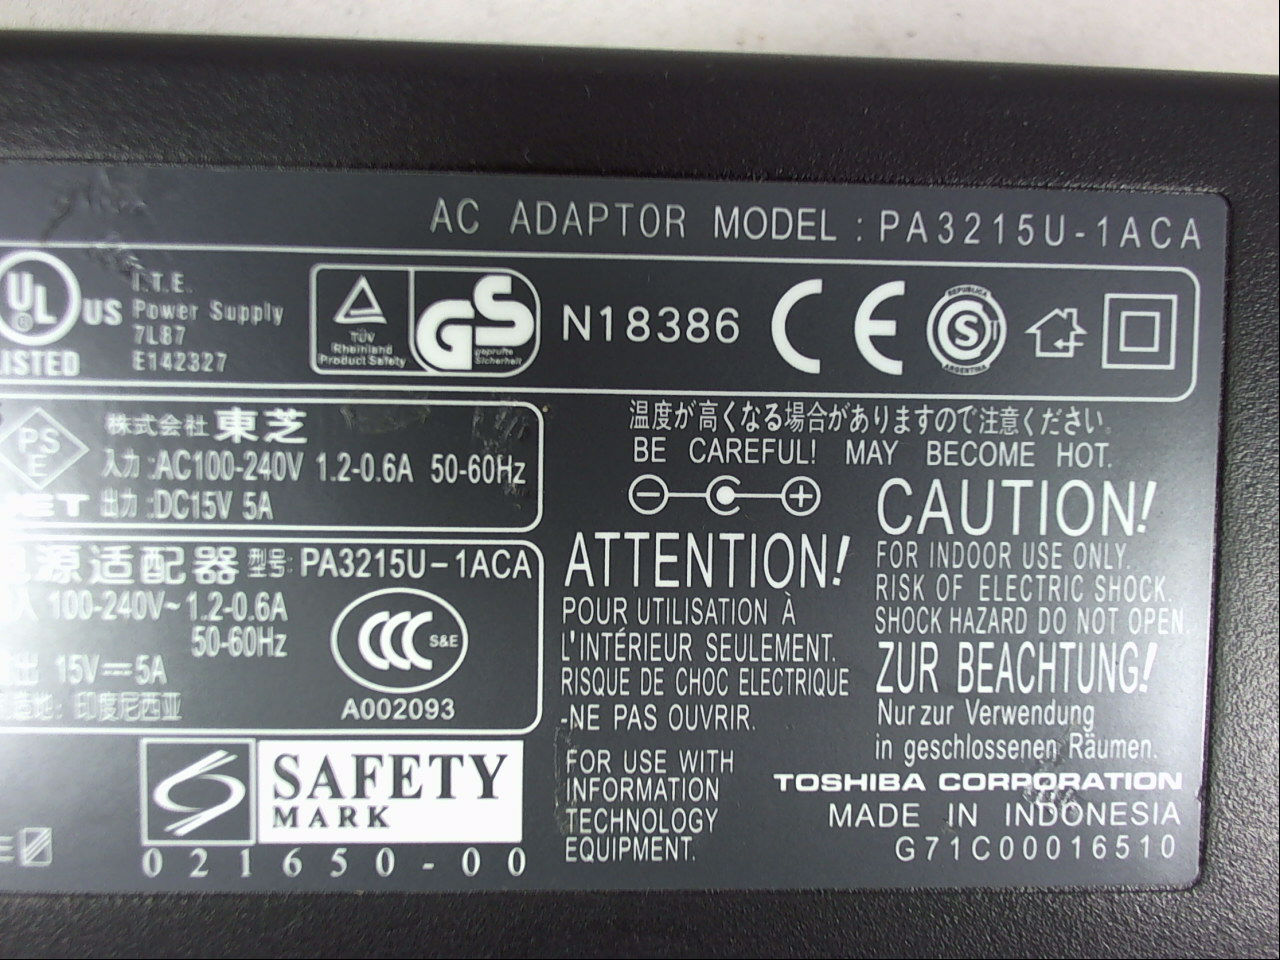 AC ADAPTOR MODEL : PA3215U-1ACA
UL US
LISTED
I.T.E.
Power Supply
7L87
E142327
TÜV
Rheinland
Product Safety
GS
geprüfte
Sicherheit
N18386
CE
REPUBLICA
S
ARGENTINA
PS
E
株式会社 東芝
入力 :AC100-240V 1.2-0.6A 50-60Hz
出力 :DC15V 5A
源适配器 型号: PA3215U-1ACA
入 100-240V~1.2-0.6A
50-60Hz
出 15V⎓5A
造地: 印度尼西亚
CCC S&E
A002093
SAFETY
MARK
021650-00
温度が高くなる場合がありますので注意ください。
BE CAREFUL! MAY BECOME HOT.
ATTENTION!
POUR UTILISATION À
L'INTÉRIEUR SEULEMENT.
RISQUE DE CHOC ELECTRIQUE
-NE PAS OUVRIR.
FOR USE WITH
INFORMATION
TECHNOLOGY
EQUIPMENT.
CAUTION!
FOR INDOOR USE ONLY.
RISK OF ELECTRIC SHOCK.
SHOCK HAZARD DO NOT OPEN.
ZUR BEACHTUNG!
Nur zur Verwendung
in geschlossenen Räumen.
TOSHIBA CORPORATION
MADE IN INDONESIA
G71C00016510